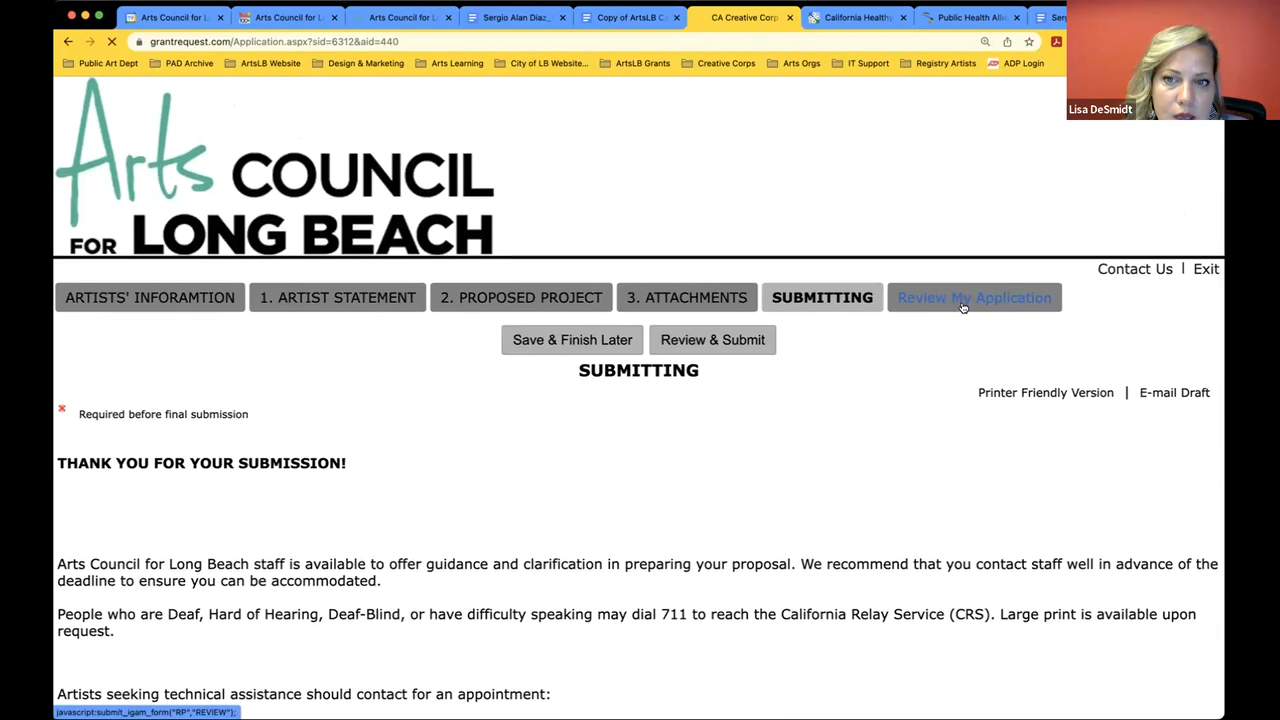 Arts Council for L
Arts Council for L
Arts Council for L
Sergio Alan Diaz_
Copy of ArtsLB C
CA Creative Corp
California Healthy
Public Health Alli
Serg
grantrequest.com/Application.aspx?sid=6312&aid=440
Public Art Dept
PAD Archive
ArtsLB Website
Design & Marketing
Arts Learning
City of LB Website...
ArtsLB Grants
Creative Corps
Arts Orgs
IT Support
Registry Artists
ADP Login
Lisa DeSmidt
Arts COUNCIL
FOR LONG BEACH
Contact Us | Exit
ARTISTS' INFORAMTION
1. ARTIST STATEMENT
2. PROPOSED PROJECT
3. ATTACHMENTS
SUBMITTING
Review My Application
Save & Finish Later
Review & Submit
SUBMITTING
Printer Friendly Version | E-mail Draft
Required before final submission
THANK YOU FOR YOUR SUBMISSION!
Arts Council for Long Beach staff is available to offer guidance and clarification in preparing your proposal. We recommend that you contact staff well in advance of the
deadline to ensure you can be accommodated.
People who are Deaf, Hard of Hearing, Deaf-Blind, or have difficulty speaking may dial 711 to reach the California Relay Service (CRS). Large print is available upon
request.
Artists seeking technical assistance should contact for an appointment:
javascript:submit_igam_form("RP","REVIEW");